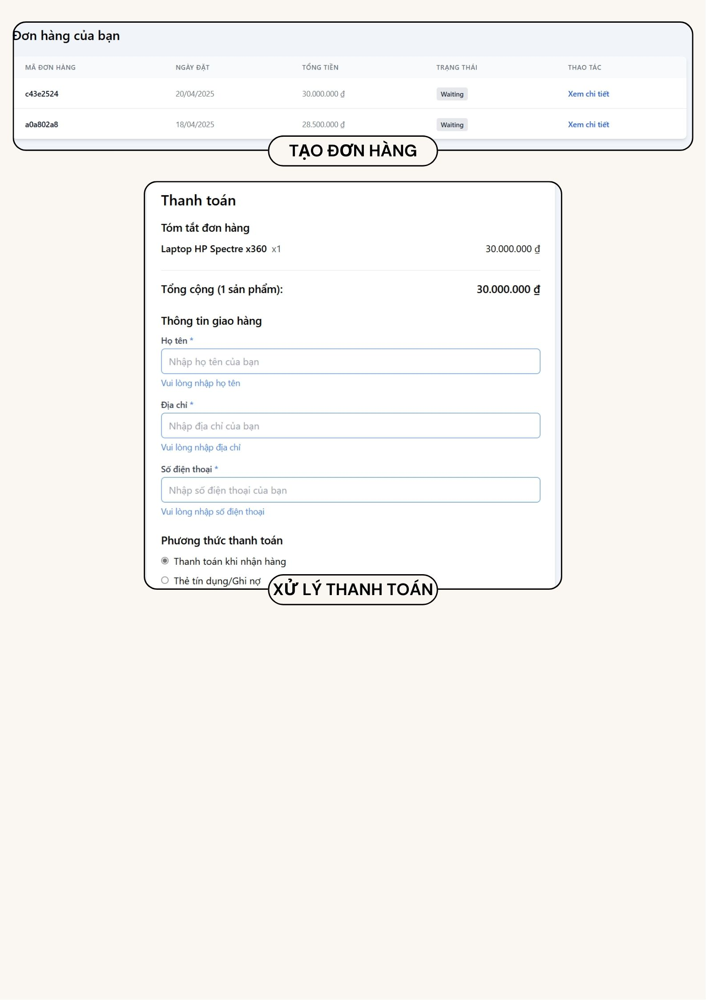 Đơn hàng của bạn
MÃ ĐƠN HÀNG NGÀY ĐẶT TỔNG TIỀN TRẠNG THÁI THAO TÁC
c43e2524 20/04/2025 30.000.000 ₫ Waiting Xem chi tiết
a0a802a8 18/04/2025 28.500.000 ₫ Waiting Xem chi tiết
TẠO ĐƠN HÀNG
Thanh toán
Tóm tắt đơn hàng
Laptop HP Spectre x360 x1 30.000.000 ₫
Tổng cộng (1 sản phẩm): 30.000.000 ₫
Thông tin giao hàng
Họ tên *
Nhập họ tên của bạn
Vui lòng nhập họ tên
Địa chỉ *
Nhập địa chỉ của bạn
Vui lòng nhập địa chỉ
Số điện thoại *
Nhập số điện thoại của bạn
Vui lòng nhập số điện thoại
Phương thức thanh toán
Thanh toán khi nhận hàng
Thẻ tín dụng/Ghi nợ
XỬ LÝ THANH TOÁN